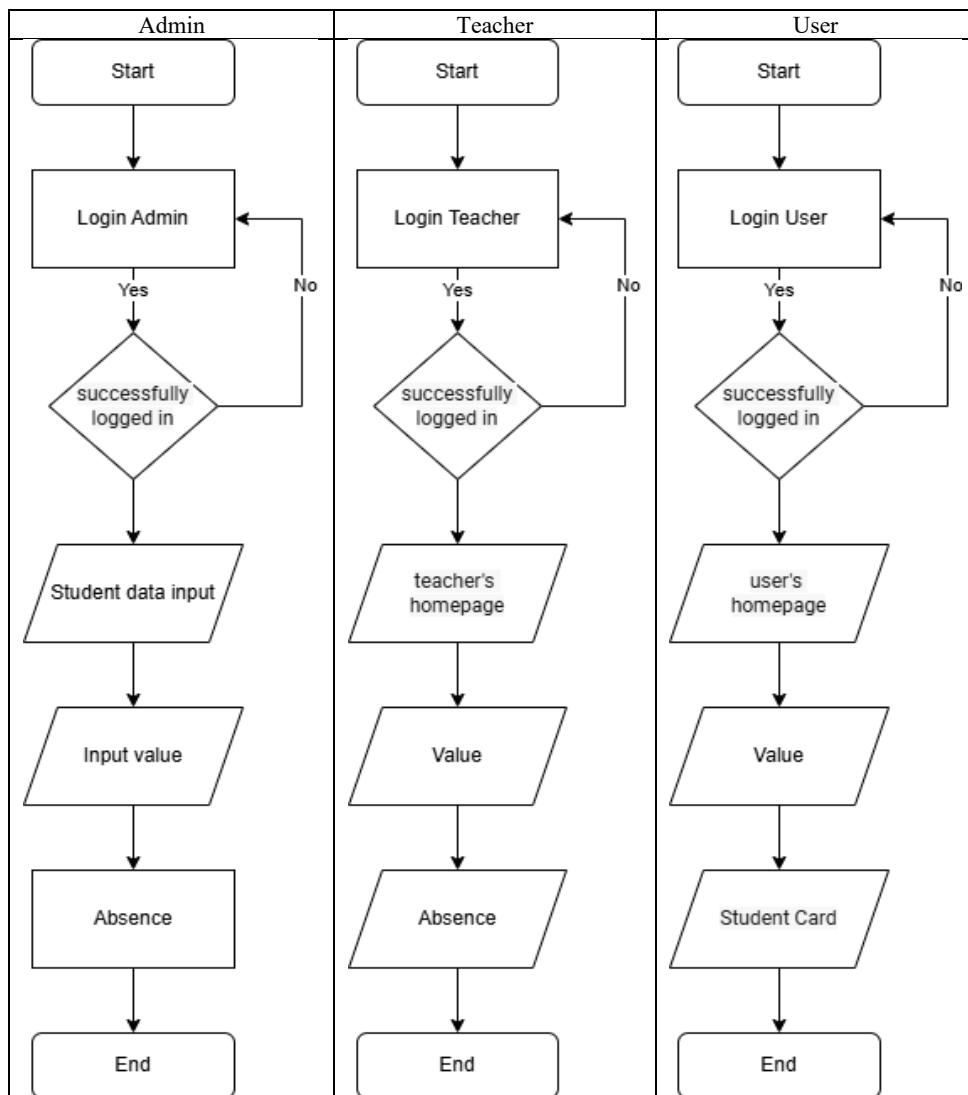 Admin
Teacher
User
Start
Start
Start
Login Admin
Login Teacher
Login User
Yes
No
Yes
No
Yes
No
successfully
logged in
successfully
logged in
successfully
logged in
Student data input
teacher's
homepage
user's
homepage
Input value
Value
Value
Absence
Absence
Student Card
End
End
End